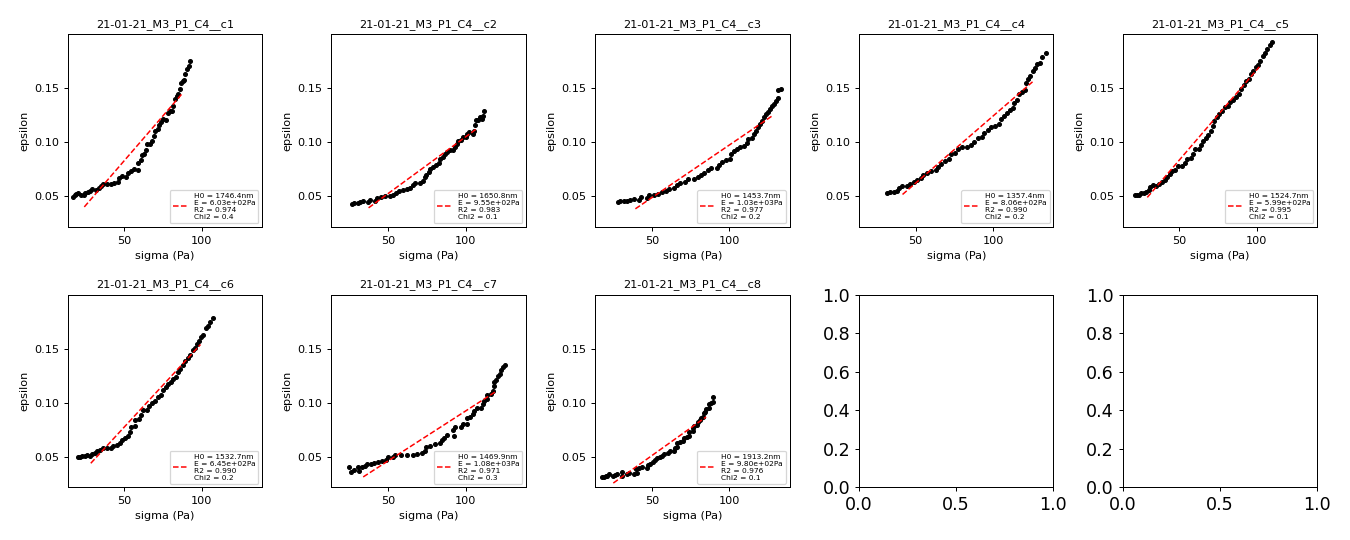 21-01-21_M3_P1_C4__c1
0.15
0.10
0.05
epsilon
50
100
sigma (Pa)
H0 = 1746.4nm
E = 6.03e+02Pa
R2 = 0.974
Chi2 = 0.4
21-01-21_M3_P1_C4__c2
0.15
0.10
0.05
epsilon
50
100
sigma (Pa)
H0 = 1650.8nm
E = 9.55e+02Pa
R2 = 0.983
Chi2 = 0.1
21-01-21_M3_P1_C4__c3
0.15
0.10
0.05
epsilon
50
100
sigma (Pa)
H0 = 1453.7nm
E = 1.03e+03Pa
R2 = 0.977
Chi2 = 0.2
21-01-21_M3_P1_C4__c4
0.15
0.10
0.05
epsilon
50
100
sigma (Pa)
H0 = 1357.4nm
E = 8.06e+02Pa
R2 = 0.990
Chi2 = 0.2
21-01-21_M3_P1_C4__c5
0.15
0.10
0.05
epsilon
50
100
sigma (Pa)
H0 = 1524.7nm
E = 5.99e+02Pa
R2 = 0.995
Chi2 = 0.1
21-01-21_M3_P1_C4__c6
0.15
0.10
0.05
epsilon
50
100
sigma (Pa)
H0 = 1532.7nm
E = 6.45e+02Pa
R2 = 0.990
Chi2 = 0.2
21-01-21_M3_P1_C4__c7
0.15
0.10
0.05
epsilon
50
100
sigma (Pa)
H0 = 1469.9nm
E = 1.08e+03Pa
R2 = 0.971
Chi2 = 0.3
21-01-21_M3_P1_C4__c8
0.15
0.10
0.05
epsilon
50
100
sigma (Pa)
H0 = 1913.2nm
E = 9.80e+02Pa
R2 = 0.976
Chi2 = 0.1
1.0
0.8
0.6
0.4
0.2
0.0
0.0
0.5
1.0
1.0
0.8
0.6
0.4
0.2
0.0
0.0
0.5
1.0